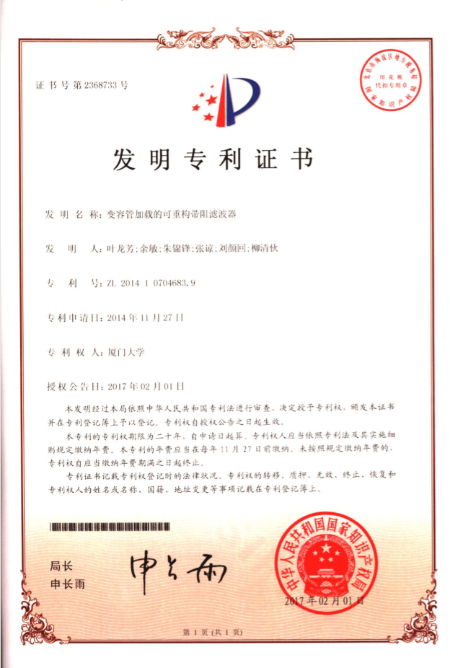 证书号第2368733号
印花税
代扣专用章
国家知识产权局
发明专利证书
发明名称：变容管加载的可重构带阻滤波器
发明人：叶龙芳;余敏;朱锦锋;张谅;刘颜回;柳清伙
专利号：ZL 2014 1 0704683.9
专利申请日：2014年11月27日
专利权人：厦门大学
授权公告日：2017年02月01日
本发明经过本局依照中华人民共和国专利法进行审查，决定授予专利权，颁发本证书
并在专利登记簿上予以登记。专利权自授权公告之日起生效。
本专利的专利权期限为二十年，自申请日起算。专利权人应当依照专利法及其实施细
则规定缴纳年费。本专利的年费应当在每年11月27日前缴纳。未按照规定缴纳年费的，
专利权自应当缴纳年费期满之日起终止。
专利证书记载专利权登记时的法律状况。专利权的转移、质押、无效、终止、恢复和
专利权人的姓名或名称、国籍、地址变更等事项记载在专利登记簿上。
局长
申长雨
申长雨
中华人民共和国国家知识产权局
2017年02月01日
第1页(共1页)